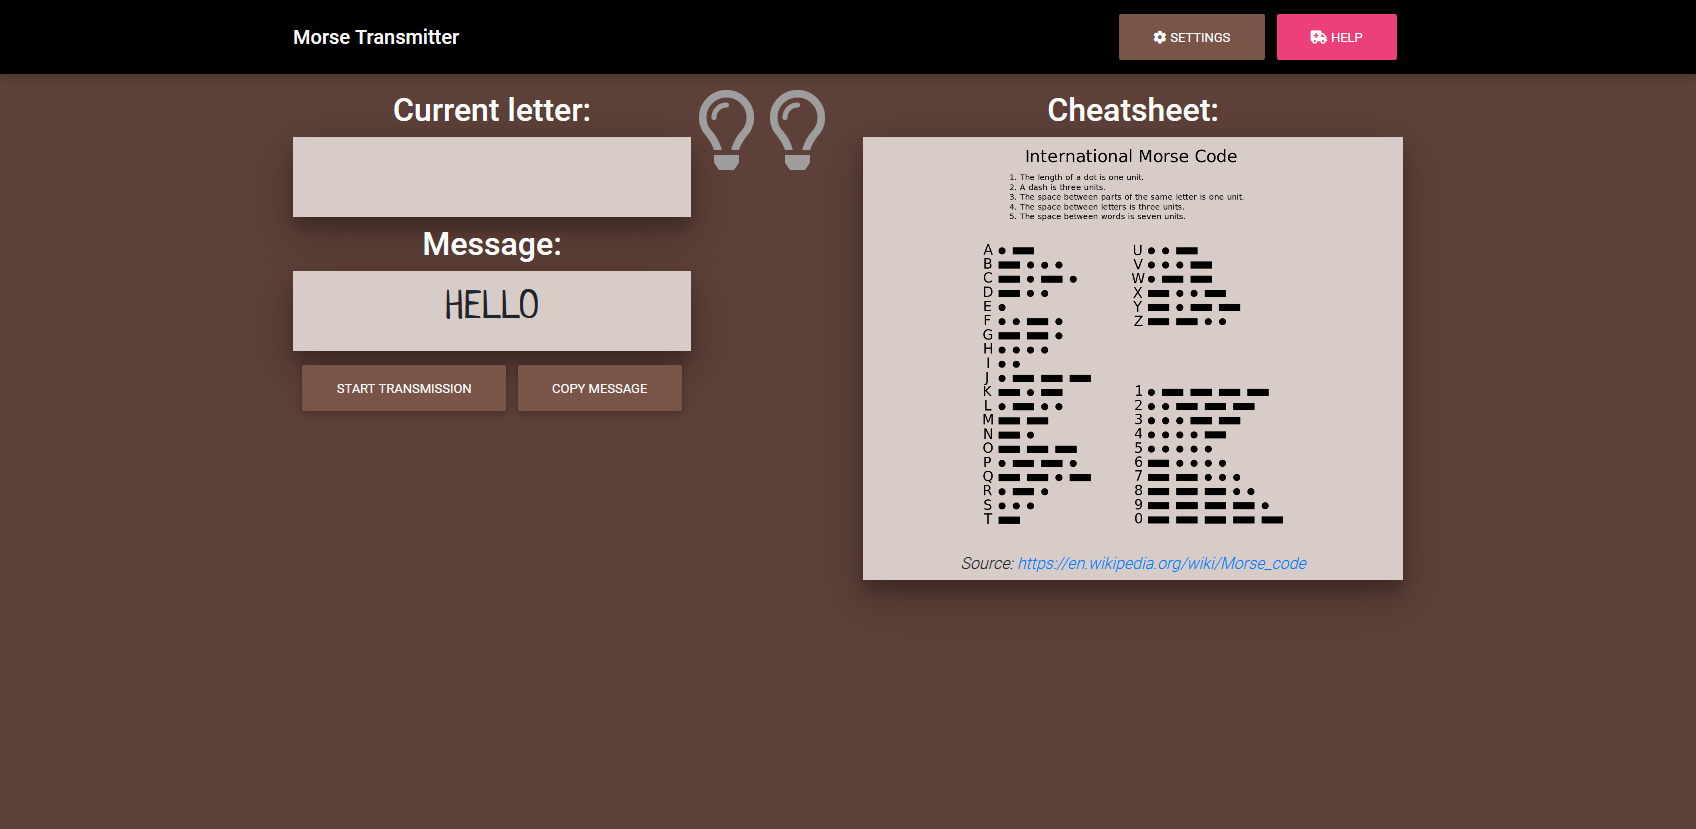 Morse Transmitter
SETTINGS
HELP
Current letter:
Message:
HELLO
START TRANSMISSION
COPY MESSAGE
Cheatsheet:
International Morse Code
1. The length of a dot is one unit.
2. A dash is three units.
3. The space between parts of the same letter is one unit.
4. The space between letters is three units.
5. The space between words is seven units.
A
B
C
D
E
F
G
H
I
J
K
L
M
N
O
P
Q
R
S
T
U
V
W
X
Y
Z
1
2
3
4
5
6
7
8
9
0
Source: https://en.wikipedia.org/wiki/Morse_code